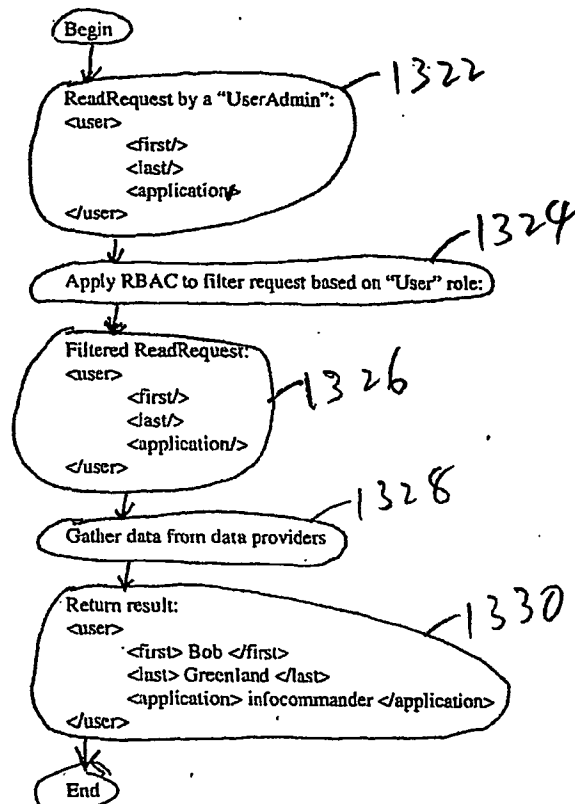 Begin
1322
ReadRequest by a "UserAdmin":
<user>
<first/>
<last/>
<application/>
</user>
1324
Apply RBAC to filter request based on "User" role:
Filtered ReadRequest:
<user>
<first/>
<last/>
<application/>
</user>
1326
1328
Gather data from data providers
Return result:
<user>
<first> Bob </first>
<last> Greenland </last>
<application> infocommander </application>
</user>
1330
End